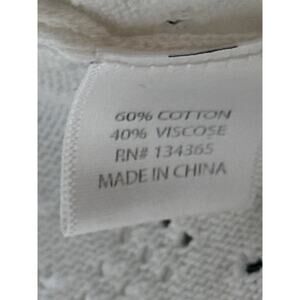 60% COTTON
40% VISCOSE
RN# 134365
MADE IN CHINA